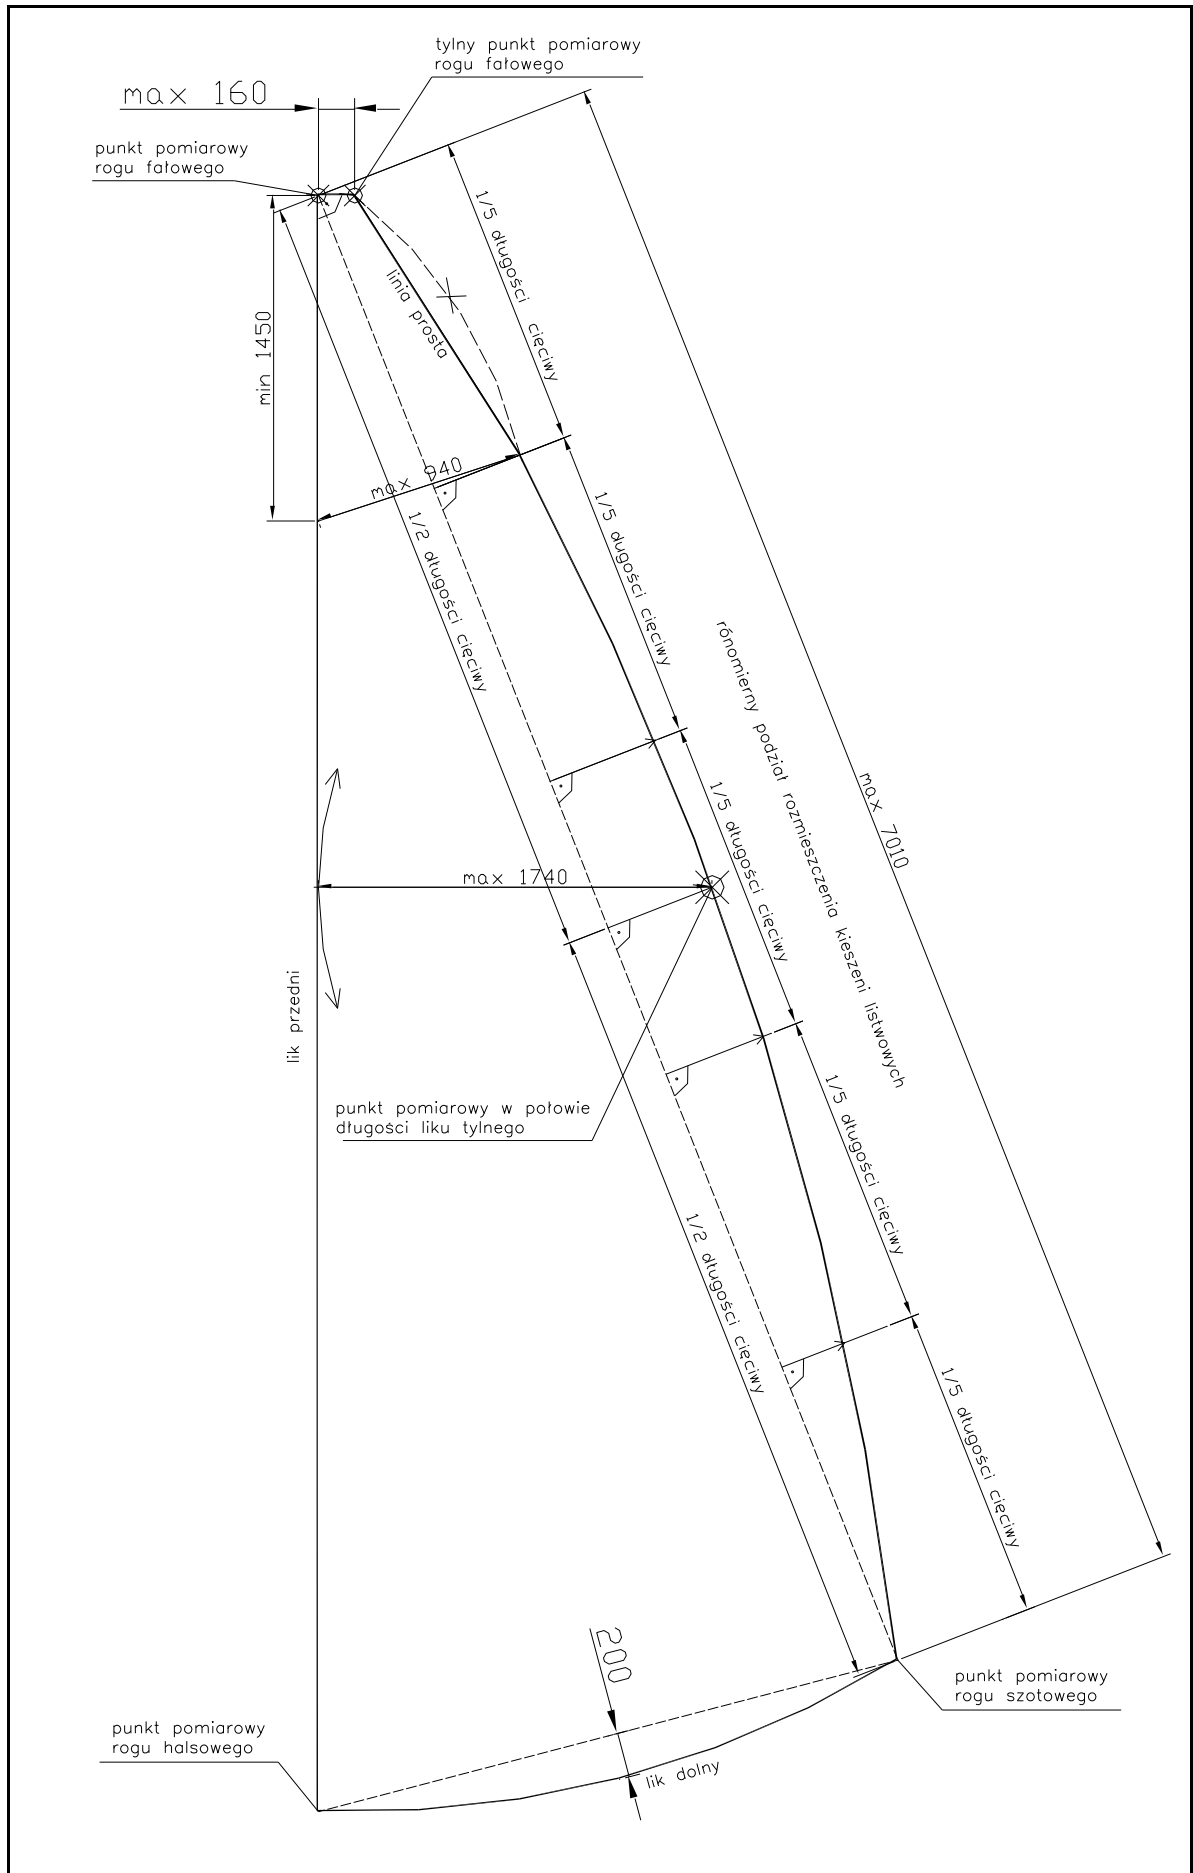 tylny punkt pomiarowy
rogu fałowego
max 160
punkt pomiarowy
rogu fałowego
1/5 długości cięciwy
linia prosta
min 1450
max 940
1/2 długości cięciwy
1/5 dugości cięciwy
rónomierny podział rozmieszczenia kieszeni listwowych
max 7010
1/5 długości cięciwy
max 1740
lik przedni
punkt pomiarowy w połowie
długości liku tylnego
1/5 długości cięciwy
1/2 długości cięciwy
1/5 długości cięciwy
200
punkt pomiarowy
rogu szotowego
punkt pomiarowy
rogu halsowego
lik dolny